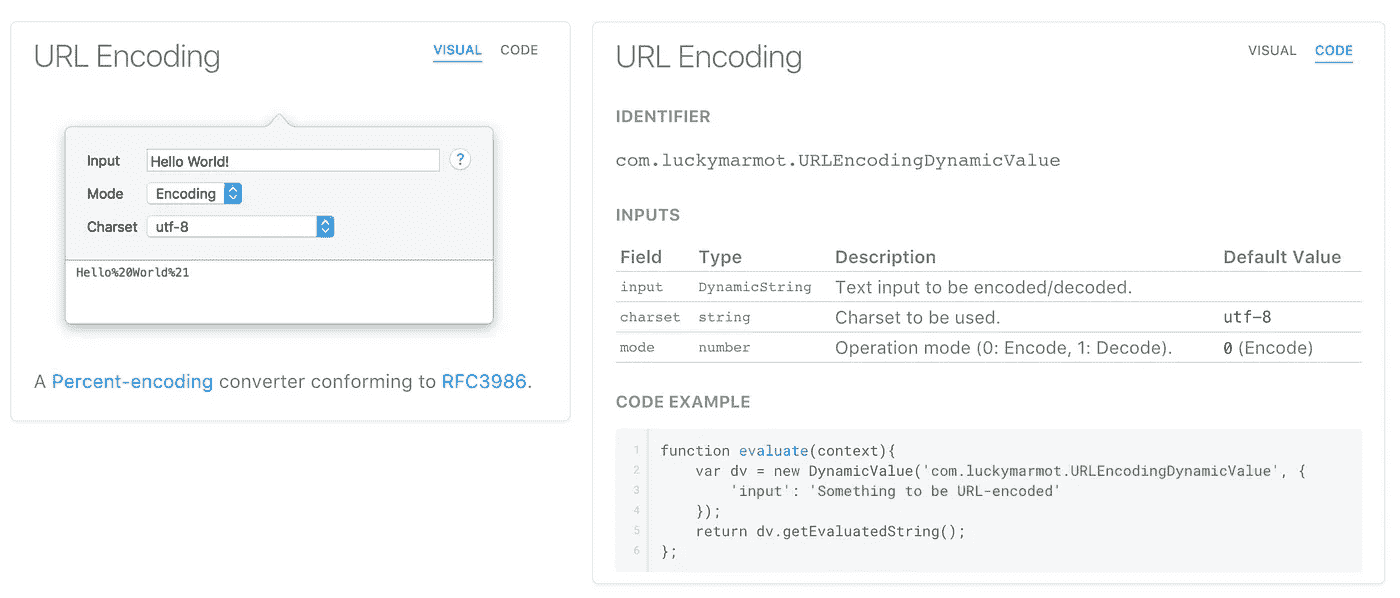 URL Encoding
VISUAL CODE
Input Hello World! ?
Mode Encoding
Charset utf-8
Hello%20World%21
A Percent-encoding converter conforming to RFC3986.
URL Encoding
VISUAL CODE
IDENTIFIER
com.luckymarmot.URLEncodingDynamicValue
INPUTS
Field Type Description Default Value
input DynamicString Text input to be encoded/decoded.
charset string Charset to be used. utf-8
mode number Operation mode (0: Encode, 1: Decode). 0 (Encode)
CODE EXAMPLE
1 function evaluate(context){
2 var dv = new DynamicValue('com.luckymarmot.URLEncodingDynamicValue', {
3 'input': 'Something to be URL-encoded'
4 });
5 return dv.getEvaluatedString();
6 };